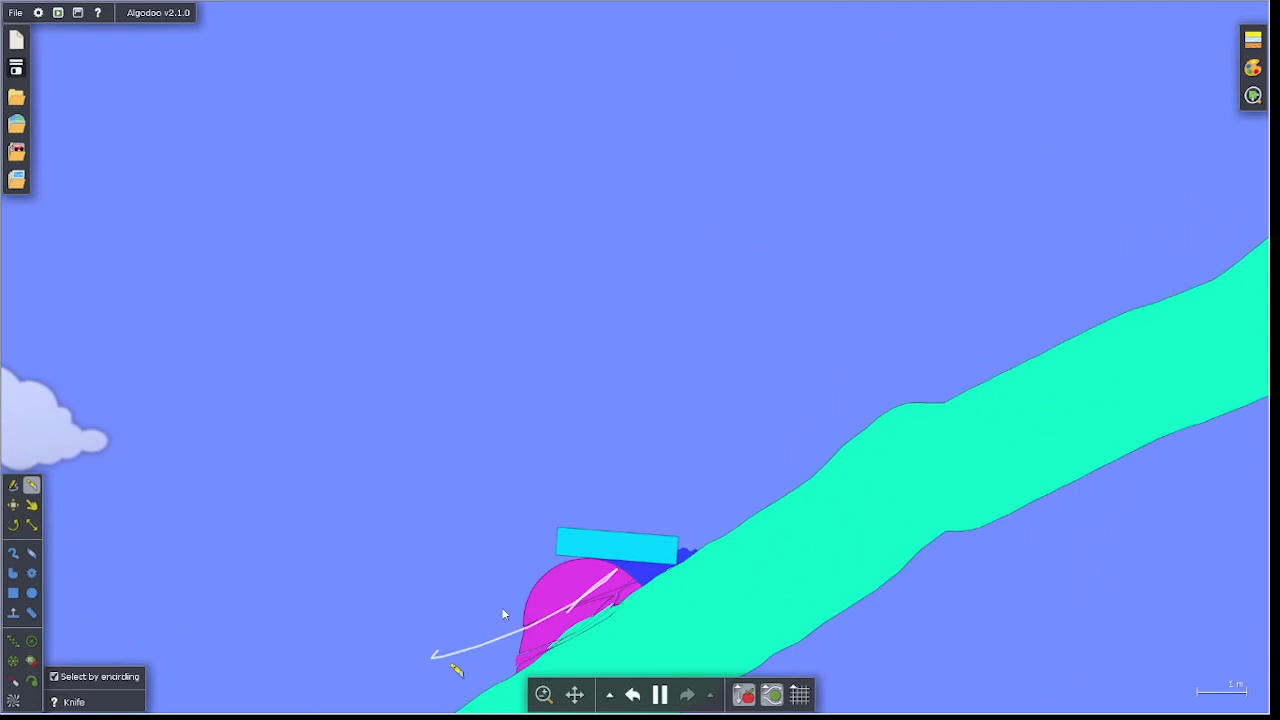 File ? Algodoo v2.1.0
Select by encircling
? Knife
1 m